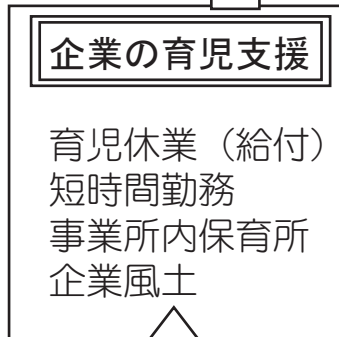 企業の育児支援
育児休業（給付）
短時間勤務
事業所内保育所
企業風土